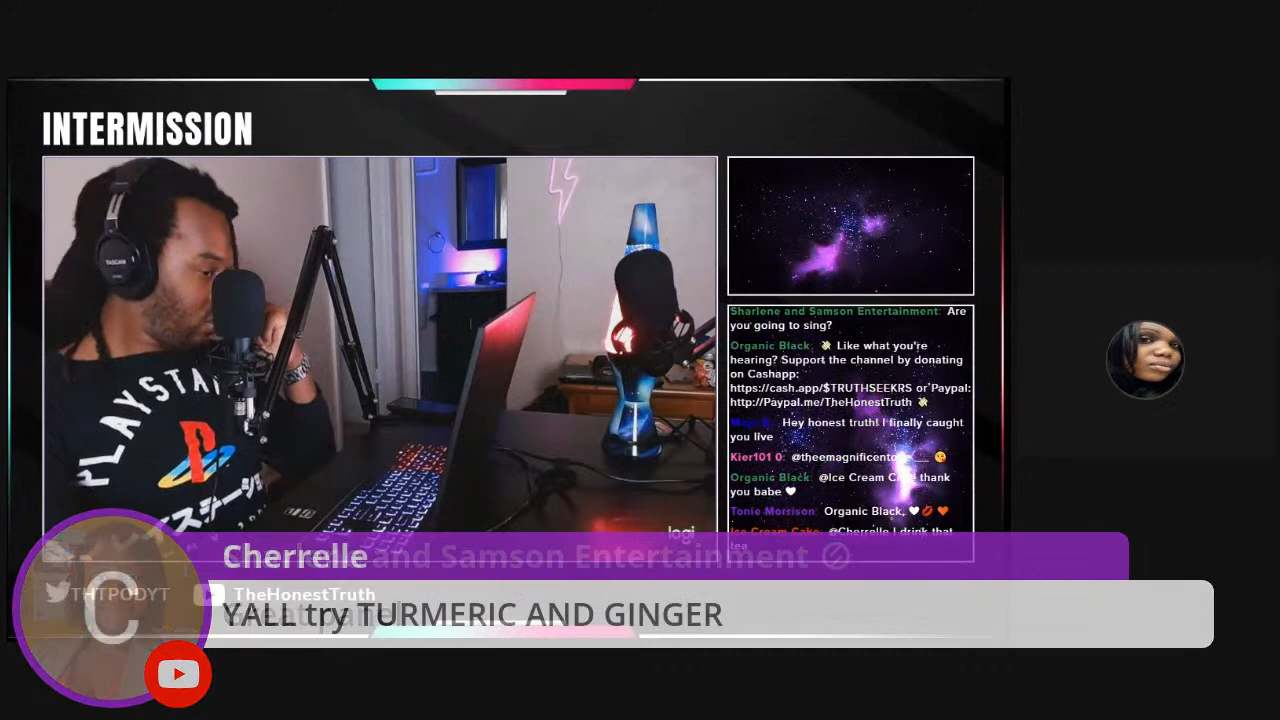 INTERMISSION
TASCAM
PLAYSTA
logi
Sharlene and Samson Entertainment: Are
you going to sing?
Organic Black: Like what you're
hearing? Support the channel by donating
on Cashapp:
https://cash.app/$TRUTHSEEKRS or Paypal:
http://Paypal.me/TheHonestTruth
Hey honest truth! I finally caught
you live
Kier101 0: @theemagnificento
Organic Black: @Ice Cream thank
you babe
Tonie Morrison: Organic Black,
Ice Cream Cake: @Cherrelle I drink that
tea
Cherrelle
and Samson Entertainment
THTPODYT TheHonestTruth
C
YALL try TURMERIC AND GINGER